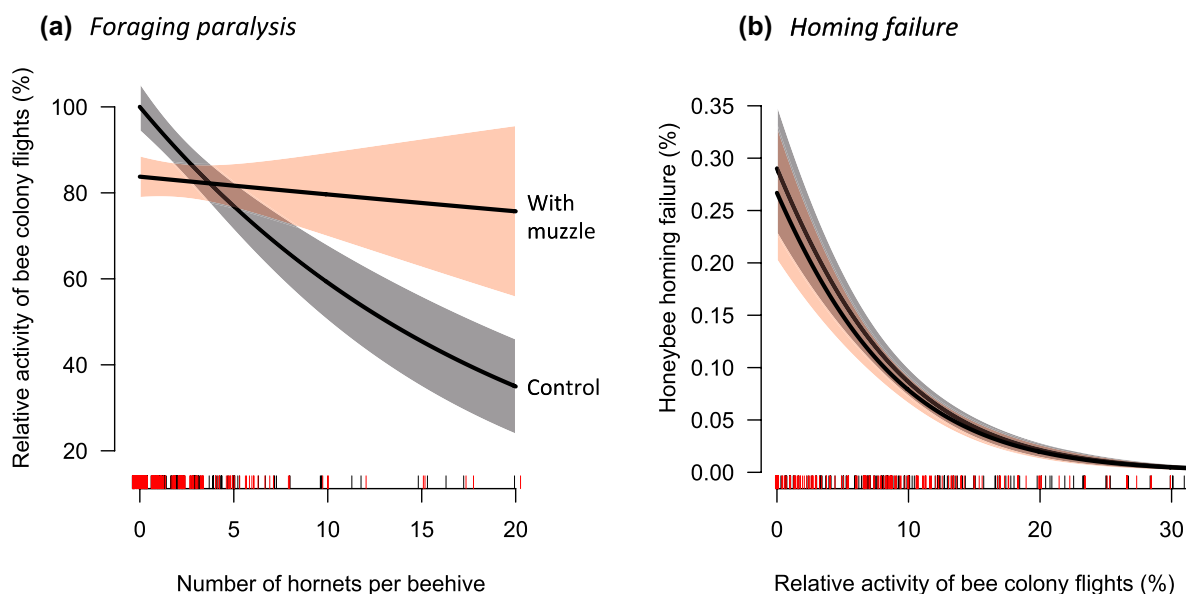 (a) Foraging paralysis
Relative activity of bee colony flights (%)
100
80
60
40
20
With
muzzle
Control
0
5
10
15
20
Number of hornets per beehive
(b) Homing failure
Honeybee homing failure (%)
0.35
0.30
0.25
0.20
0.15
0.10
0.05
0.00
0
10
20
30
Relative activity of bee colony flights (%)